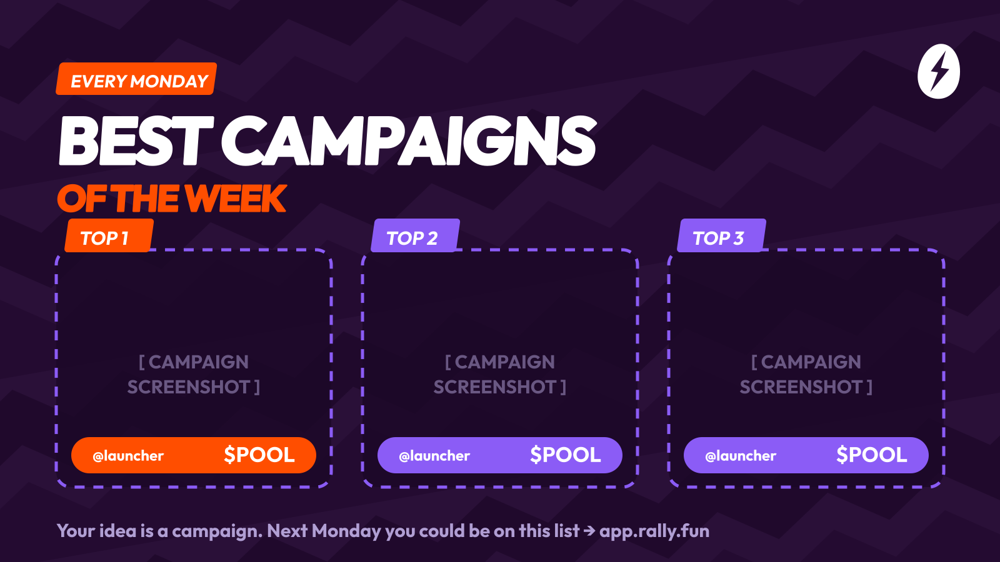 EVERY MONDAY
BEST CAMPAIGNS
OF THE WEEK
TOP 1
TOP 2
TOP 3
[ CAMPAIGN
SCREENSHOT ]
[ CAMPAIGN
SCREENSHOT ]
[ CAMPAIGN
SCREENSHOT ]
@launcher $POOL
@launcher $POOL
@launcher $POOL
Your idea is a campaign. Next Monday you could be on this list → app.rally.fun